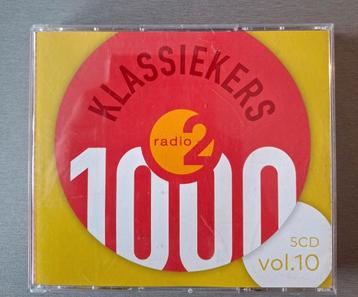 KLASSIEKERS
radio 2
1000
5CD
vol.10